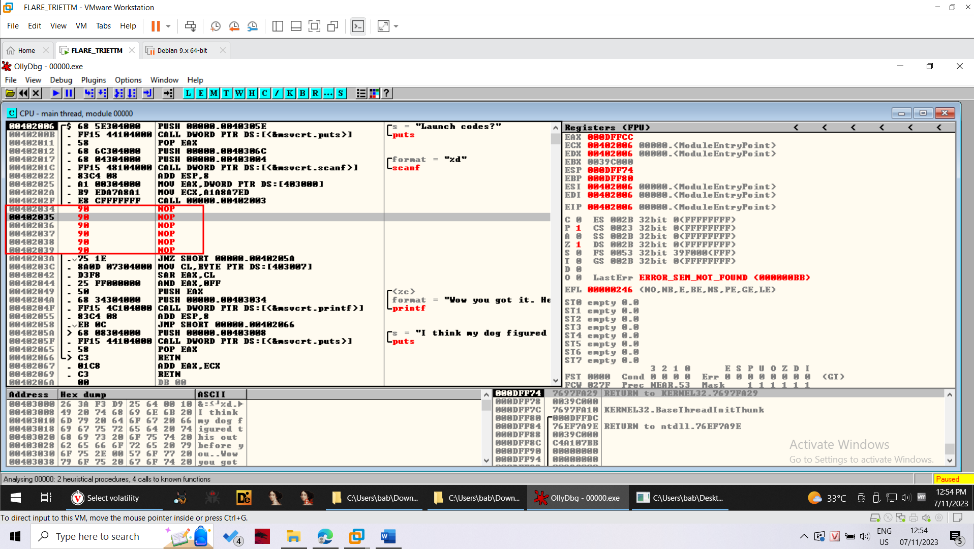 FLARE_TRIETTM - VMware Workstation
File Edit View VM Tabs Help
Home FLARE_TRIETTM Debian 9.x 64-bit
OllyDbg - 00000.exe
File View Debug Plugins Options Window Help
L E M T W H C / K B R ... S ?
C CPU - main thread, module 00000
00402006 $ 68 5E304000 PUSH 00000.0040305E s = "Launch codes?"
0040200B . FF15 44104000 CALL DWORD PTR DS:[<&msvcrt.puts>] puts
00402011 . 58 POP EAX
00402012 . 68 6C304000 PUSH 00000.0040306C
00402017 . 68 04304000 PUSH 00000.00403004 format = "%d"
0040201C . FF15 48104000 CALL DWORD PTR DS:[<&msvcrt.scanf>] scanf
00402022 . 83C4 08 ADD ESP,8
00402025 . A1 00304000 MOV EAX,DWORD PTR DS:[403000]
0040202A . B9 EDA7A8A1 MOV ECX,A1A8A7ED
0040202F . E8 CFFFFFFF CALL 00000.00402003
00402034 90 NOP
00402035 90 NOP
00402036 90 NOP
00402037 90 NOP
00402038 90 NOP
00402039 90 NOP
0040203A . 75 1E JNZ SHORT 00000.0040205A
0040203C . 8A0D 07304000 MOV CL,BYTE PTR DS:[403007]
00402042 . D3F8 SAR EAX,CL
00402044 . 25 FF000000 AND EAX,0FF
00402049 . 50 PUSH EAX <%c>
0040204A . 68 34304000 PUSH 00000.00403034 format = "Wow you got it. He
0040204F . FF15 4C104000 CALL DWORD PTR DS:[<&msvcrt.printf>] printf
00402055 . 83C4 08 ADD ESP,8
00402058 . EB 0C JMP SHORT 00000.00402066
0040205A > 68 08304000 PUSH 00000.00403008 s = "I think my dog figured
0040205F . FF15 44104000 CALL DWORD PTR DS:[<&msvcrt.puts>] puts
00402065 . 58 POP EAX
00402066 > C3 RETN
00402067 . 01C8 ADD EAX,ECX
00402069 . C3 RETN
0040206A 00 DB 00
Registers (FPU) < < < < < <
EAX 000DFFCC
ECX 00402006 00000.<ModuleEntryPoint>
EDX 00402006 00000.<ModuleEntryPoint>
EBX 0039C000
ESP 000DFF74
EBP 000DFF80
ESI 00402006 00000.<ModuleEntryPoint>
EDI 00402006 00000.<ModuleEntryPoint>
EIP 00402006 00000.<ModuleEntryPoint>
C 0 ES 002B 32bit 0(FFFFFFFF)
P 1 CS 0023 32bit 0(FFFFFFFF)
A 0 SS 002B 32bit 0(FFFFFFFF)
Z 1 DS 002B 32bit 0(FFFFFFFF)
S 0 FS 0053 32bit 39F000(FFF)
T 0 GS 002B 32bit 0(FFFFFFFF)
D 0
O 0 LastErr ERROR_SEM_NOT_FOUND (000000BB)
EFL 00000246 (NO,NB,E,BE,NS,PE,GE,LE)
ST0 empty 0.0
ST1 empty 0.0
ST2 empty 0.0
ST3 empty 0.0
ST4 empty 0.0
ST5 empty 0.0
ST6 empty 0.0
ST7 empty 0.0
3 2 1 0 E S P U O Z D I
FST 0000 Cond 0 0 0 0 Err 0 0 0 0 0 0 0 0 (GT)
FCW 027F Prec NEAR,53 Mask 1 1 1 1 1 1
Address Hex dump ASCII
00403000 26 3A F3 D9 25 64 00 10
00403008 49 20 74 68 69 6E 6B 20 I think
00403010 6D 79 20 64 6F 67 20 66 my dog f
00403018 69 67 75 72 65 64 20 74 igured t
00403020 68 69 73 20 6F 75 74 20 his out
00403028 62 65 66 6F 72 65 20 79 before y
00403030 6F 75 2E 00 57 6F 77 20 ou..Wow
00403038 79 6F 75 20 67 6F 74 20 you got
000DFF74 7697FA29 RETURN to KERNEL32.7697FA29
000DFF78 0039C000
000DFF7C 7697FA10 KERNEL32.BaseThreadInitThunk
000DFF80 000DFFDC
000DFF84 76EF7A9E RETURN to ntdll.76EF7A9E
000DFF88 0039C000
000DFF8C C4A107BB
000DFF90 00000000
000DFF94 00000000
Activate Windows
Go to Settings to activate Windows.
Analysing 00000: 2 heuristical procedures, 4 calls to known functions Paused
Select volatility C:\Users\bab\Down... C:\Users\bab\Down... OllyDbg - 00000.exe C:\Users\bab\Deskt... 33°C 12:54 PM
7/11/2023
To direct input to this VM, move the mouse pointer inside or press Ctrl+G.
Type here to search 4 ENG 12:54
US 07/11/2023 5